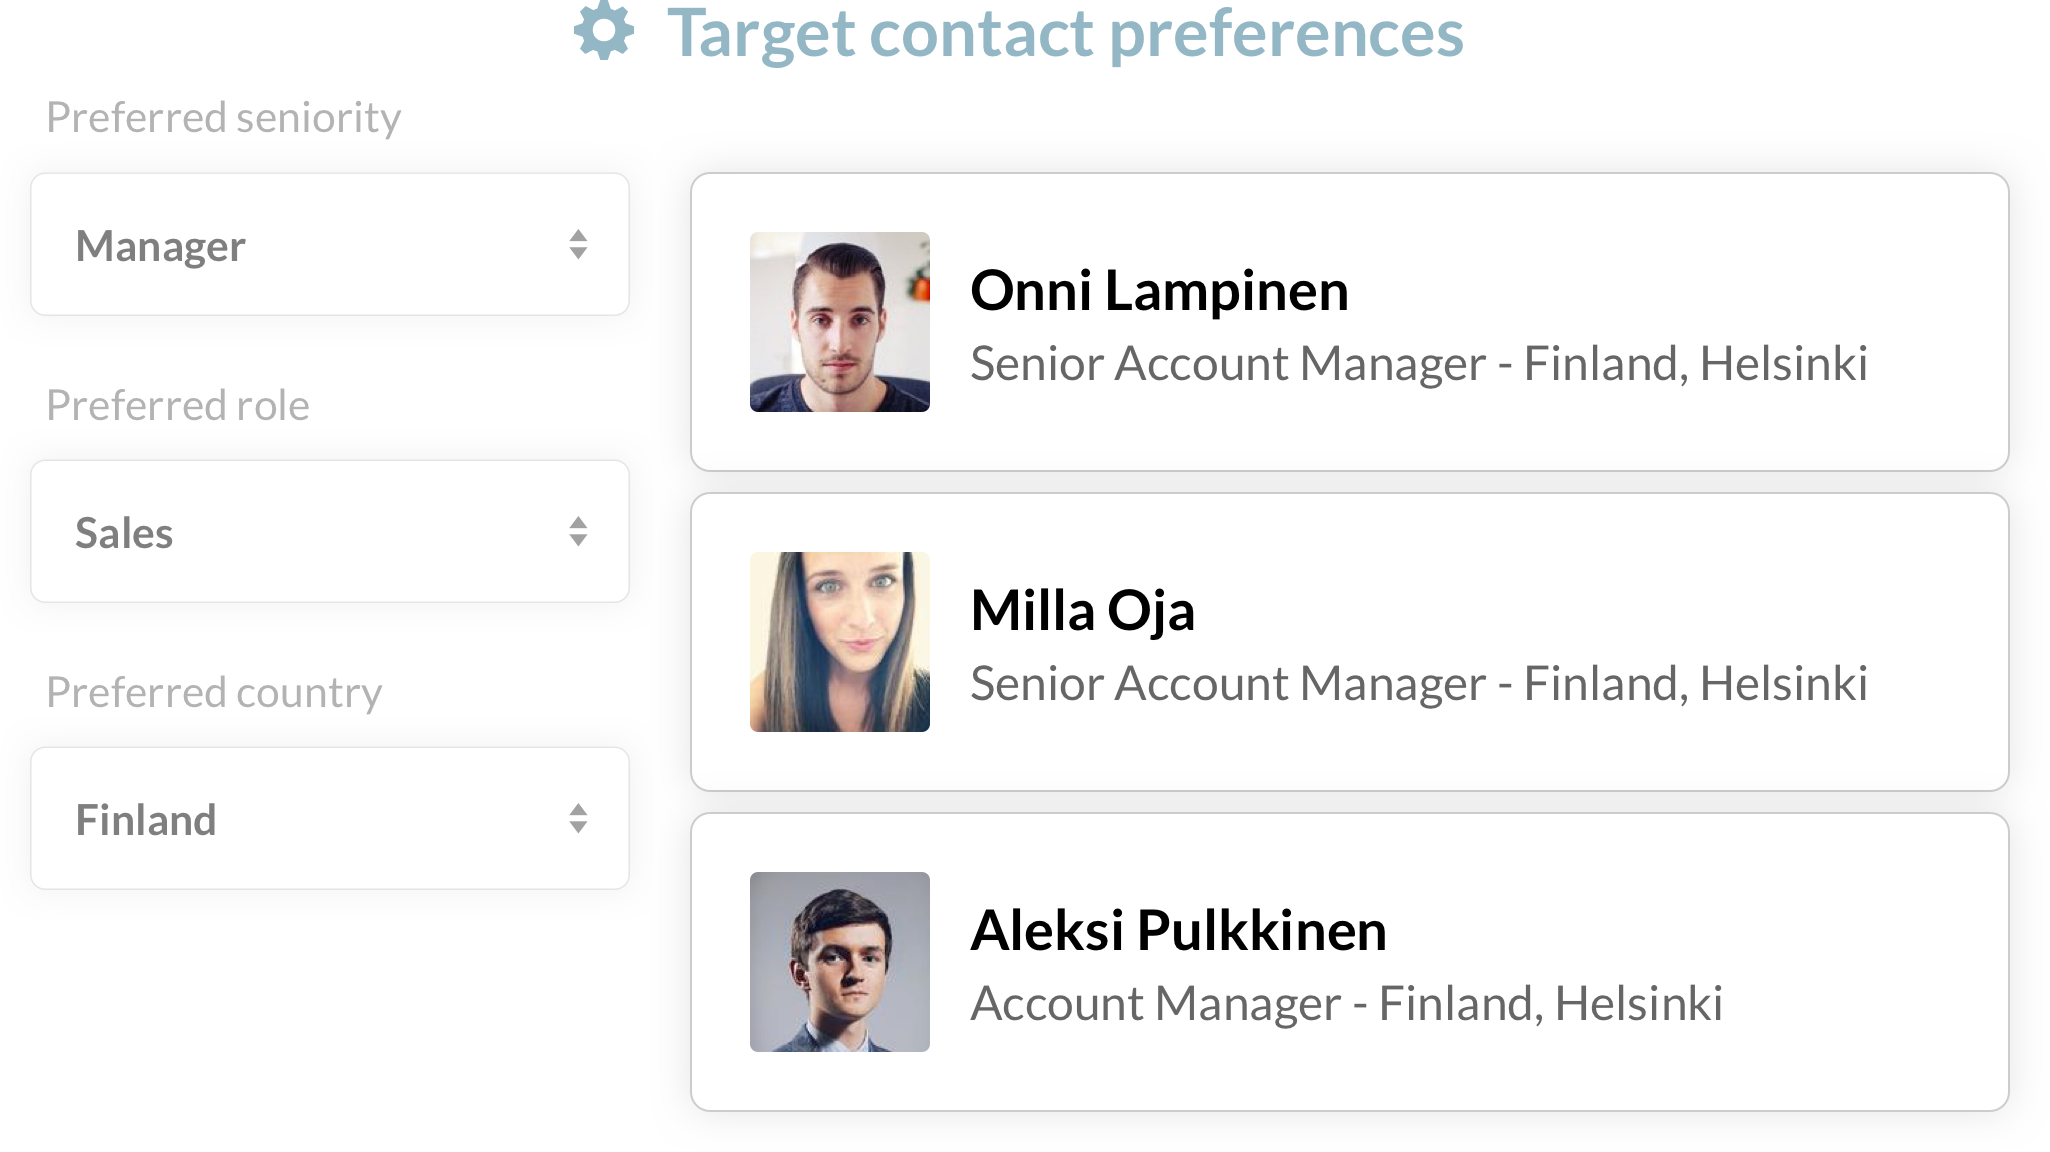 Target contact preferences
Preferred seniority
Manager
Preferred role
Sales
Preferred country
Finland
Onni Lampinen
Senior Account Manager - Finland, Helsinki
Milla Oja
Senior Account Manager - Finland, Helsinki
Aleksi Pulkkinen
Account Manager - Finland, Helsinki